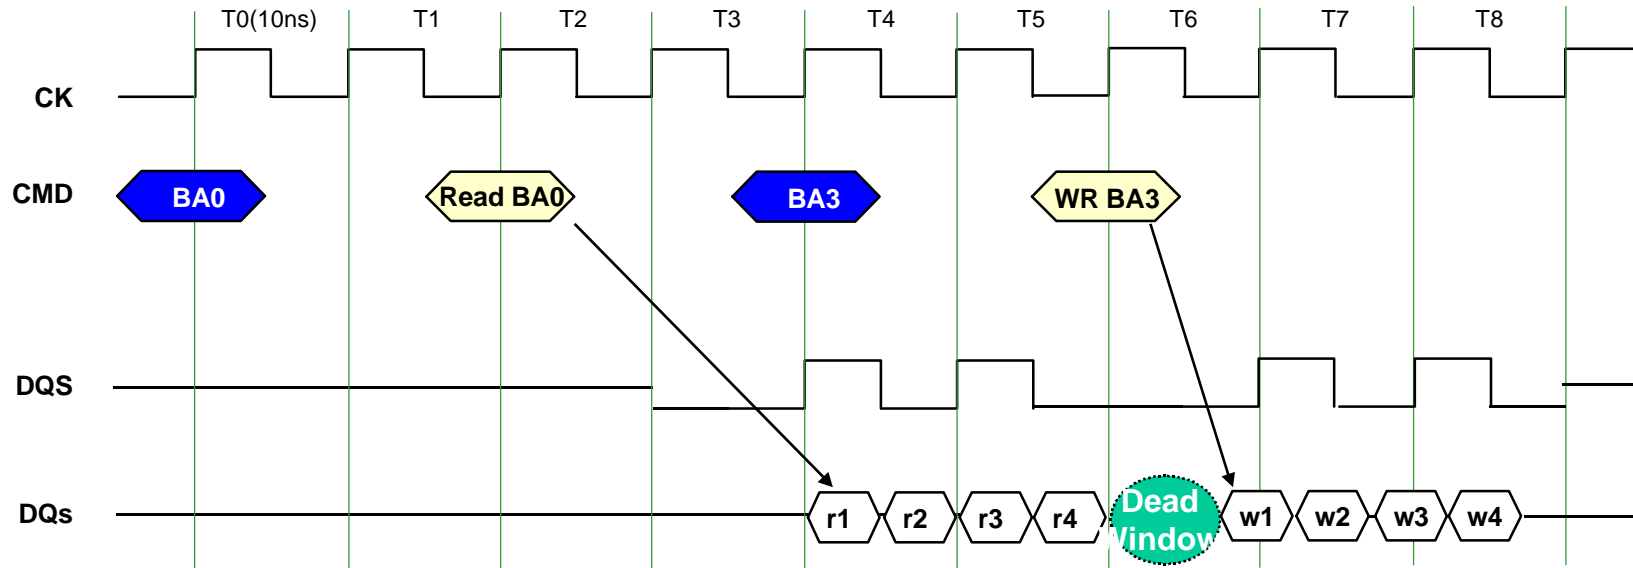 T0(10ns) T1 T2 T3 T4 T5 T6 T7 T8
CK
CMD BA0 Read BA0 BA3 WR BA3
DQS
DQs r1 r2 r3 r4 Dead Window w1 w2 w3 w4